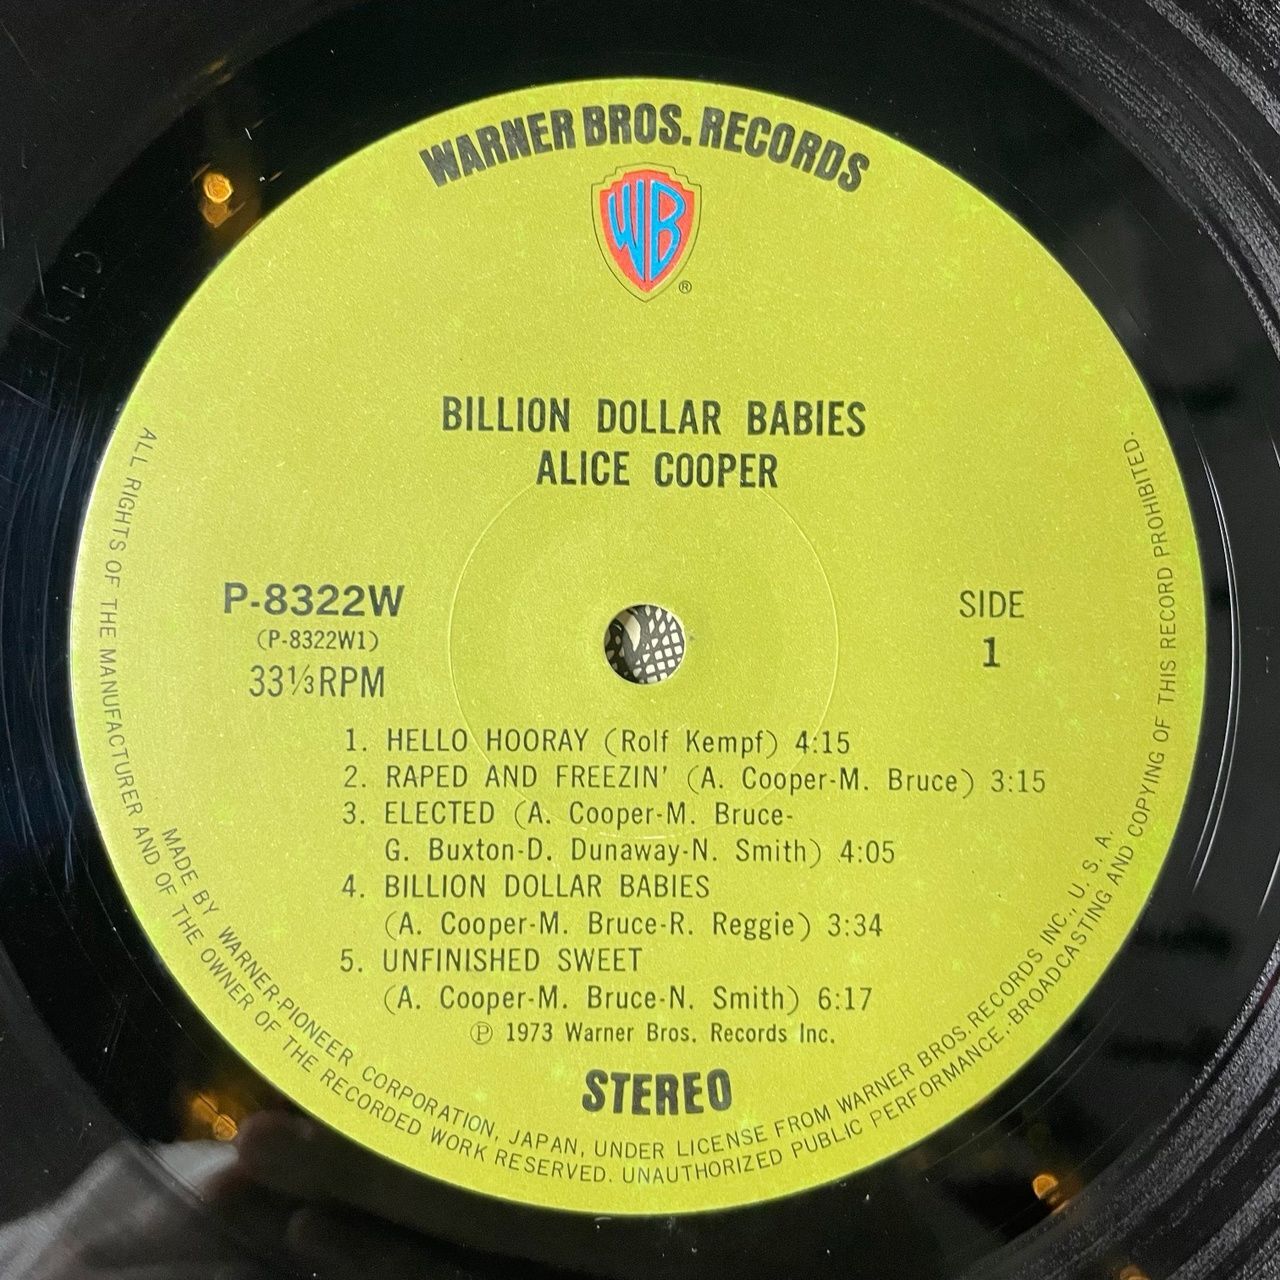 WARNER BROS. RECORDS
WB
®
BILLION DOLLAR BABIES
ALICE COOPER
P-8322W
(P-8322W1)
33⅓RPM
SIDE
1
1. HELLO HOORAY (Rolf Kempf) 4:15
2. RAPED AND FREEZIN' (A. Cooper-M. Bruce) 3:15
3. ELECTED (A. Cooper-M. Bruce-
G. Buxton-D. Dunaway-N. Smith) 4:05
4. BILLION DOLLAR BABIES
(A. Cooper-M. Bruce-R. Reggie) 3:34
5. UNFINISHED SWEET
(A. Cooper-M. Bruce-N. Smith) 6:17
℗ 1973 Warner Bros. Records Inc.
STEREO
MADE BY WARNER-PIONEER CORPORATION, JAPAN, UNDER LICENSE FROM WARNER BROS. RECORDS INC., U. S. A.
ALL RIGHTS OF THE MANUFACTURER AND OF THE OWNER OF THE RECORDED WORK RESERVED. UNAUTHORIZED PUBLIC PERFORMANCE, BROADCASTING AND COPYING OF THIS RECORD PROHIBITED.